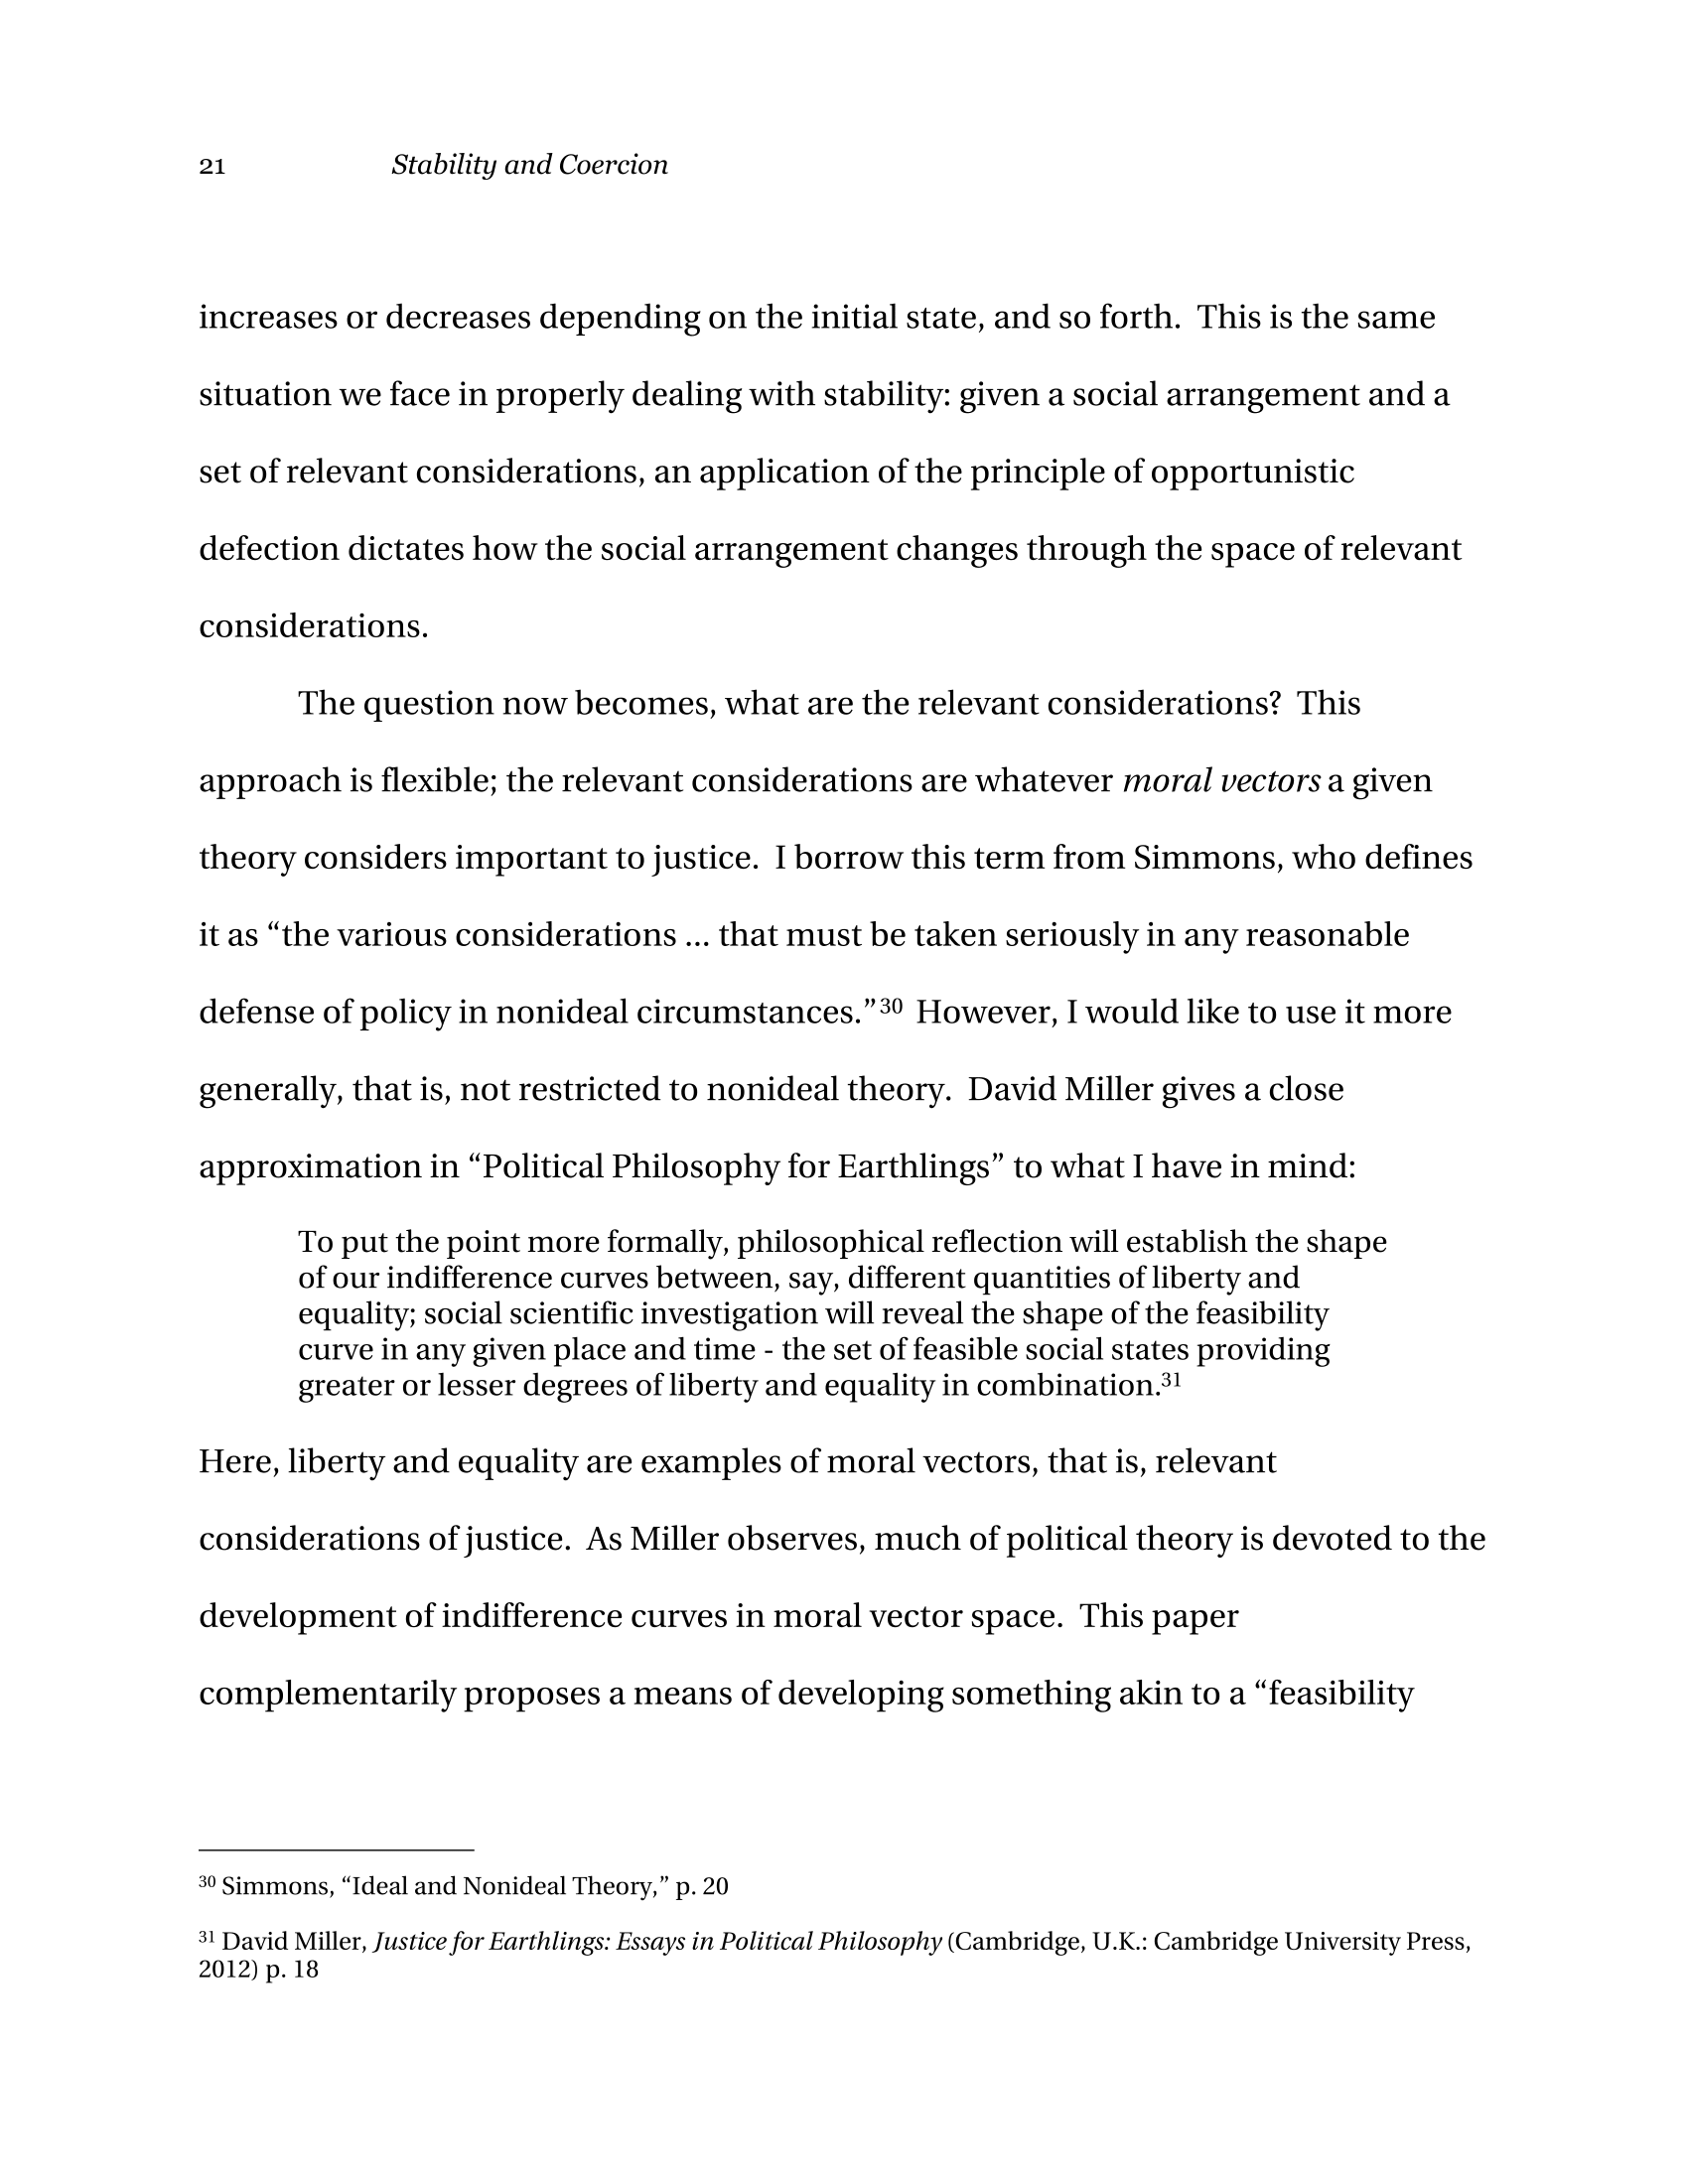 21 Stability and Coercion
increases or decreases depending on the initial state, and so forth.  This is the same
situation we face in properly dealing with stability: given a social arrangement and a
set of relevant considerations, an application of the principle of opportunistic
defection dictates how the social arrangement changes through the space of relevant
considerations.
The question now becomes, what are the relevant considerations?  This
approach is flexible; the relevant considerations are whatever moral vectors a given
theory considers important to justice.  I borrow this term from Simmons, who defines
it as “the various considerations ... that must be taken seriously in any reasonable
defense of policy in nonideal circumstances.”30  However, I would like to use it more
generally, that is, not restricted to nonideal theory.  David Miller gives a close
approximation in “Political Philosophy for Earthlings” to what I have in mind:
To put the point more formally, philosophical reflection will establish the shape
of our indifference curves between, say, different quantities of liberty and
equality; social scientific investigation will reveal the shape of the feasibility
curve in any given place and time - the set of feasible social states providing
greater or lesser degrees of liberty and equality in combination.31
Here, liberty and equality are examples of moral vectors, that is, relevant
considerations of justice.  As Miller observes, much of political theory is devoted to the
development of indifference curves in moral vector space.  This paper
complementarily proposes a means of developing something akin to a “feasibility
30 Simmons, “Ideal and Nonideal Theory,” p. 20
31 David Miller, Justice for Earthlings: Essays in Political Philosophy (Cambridge, U.K.: Cambridge University Press,
2012) p. 18